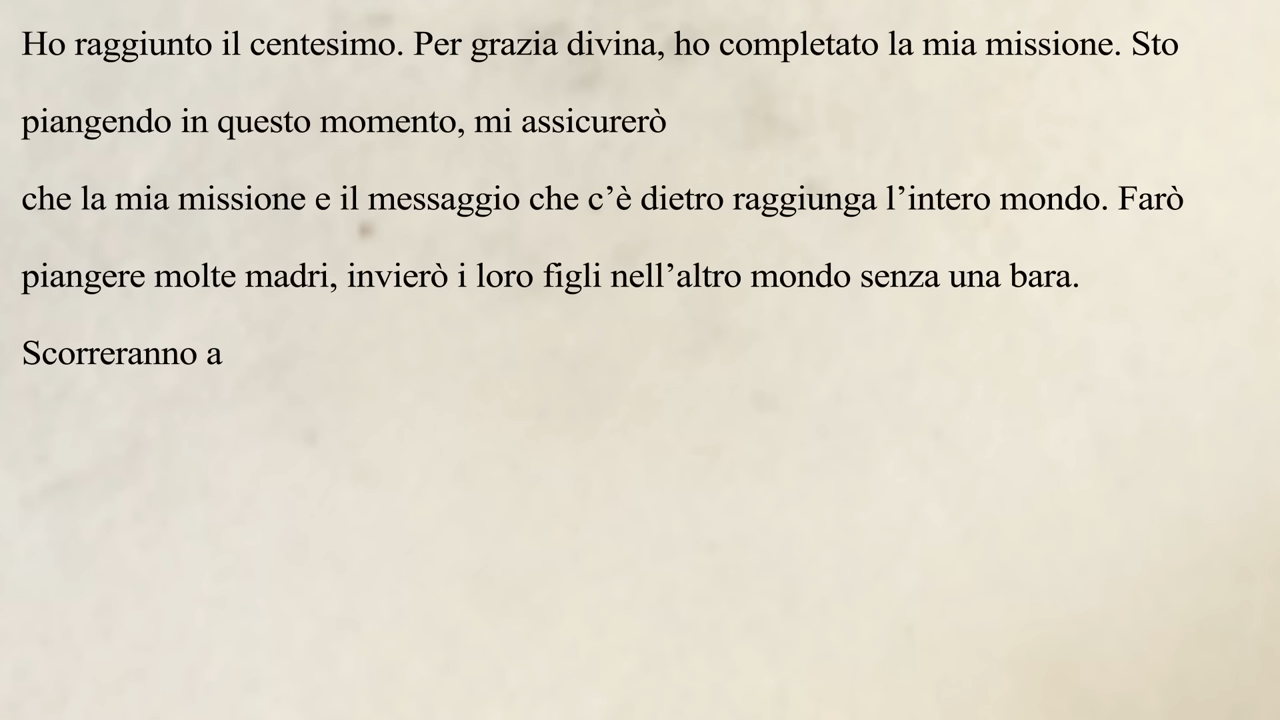 Ho raggiunto il centesimo. Per grazia divina, ho completato la mia missione. Sto
piangendo in questo momento, mi assicurerò
che la mia missione e il messaggio che c’è dietro raggiunga l’intero mondo. Farò
piangere molte madri, invierò i loro figli nell’altro mondo senza una bara.
Scorreranno a